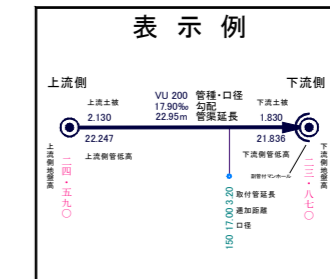 表示例
上流側
下流側
VU 200 管種・口径
17.90‰ 勾配
22.95m 管渠延長
上流土被
2.130
下流土被
1.830
22.247
21.836
上流側管低高
下流側管低高
副管付マンホール
上流側地盤高
二四・五九〇
下流側地盤高
二三・八七〇
3.20 取付管延長
17.00 逓加距離
150 口径